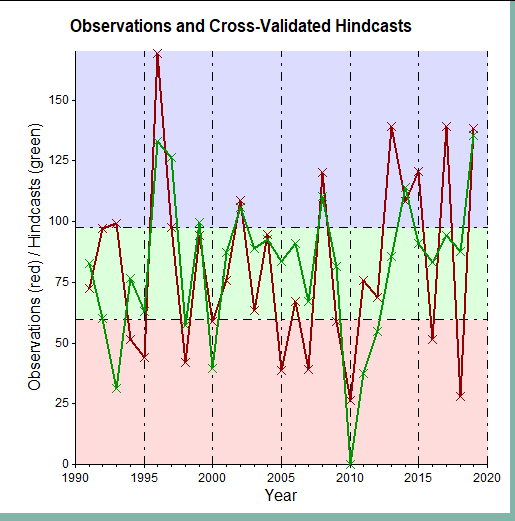 Observations and Cross-Validated Hindcasts
Observations (red) / Hindcasts (green)
150
125
100
75
50
25
0
1990 1995 2000 2005 2010 2015 2020
Year